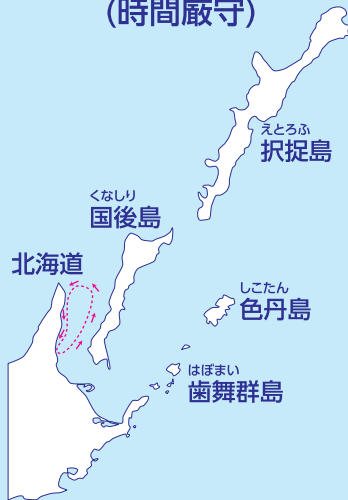 (時間厳守)
えとろふ
択捉島
くなしり
国後島
北海道
しこたん
色丹島
はぼまい
歯舞群島